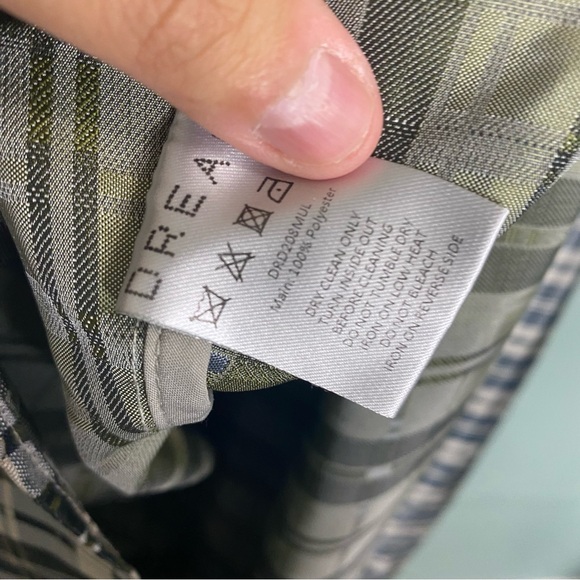 DREA
DRD208MUL
Main: 100% Polyester
DRY CLEAN ONLY
TURN INSIDE OUT
BEFORE CLEANING
DO NOT TUMBLE DRY
IRON ON LOW HEAT
DO NOT BLEACH
IRON ON REVERSE SIDE